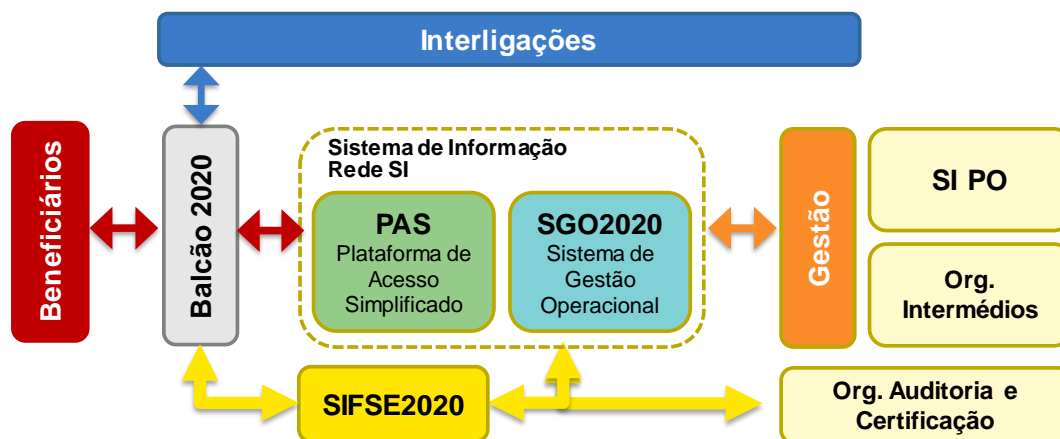 Interligações
Beneficiários
Balcão 2020
Sistema de Informação
Rede SI
PAS
Plataforma de
Acesso
Simplificado
SGO2020
Sistema de
Gestão
Operacional
Gestão
SI PO
Org.
Intermédios
SIFSE2020
Org. Auditoria e
Certificação